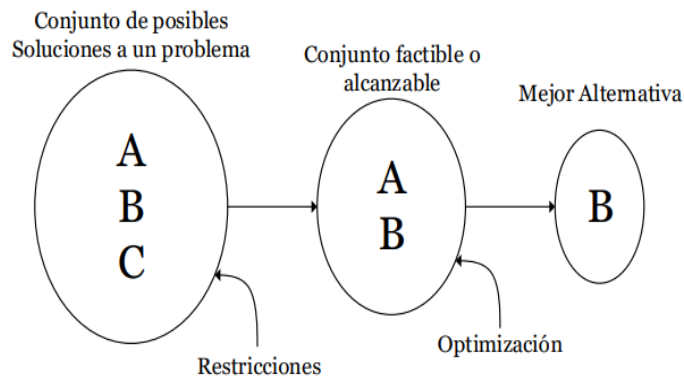 Conjunto de posibles
Soluciones a un problema
Conjunto factible o
alcanzable
Mejor Alternativa
A
B
C
A
B
B
Restricciones
Optimización